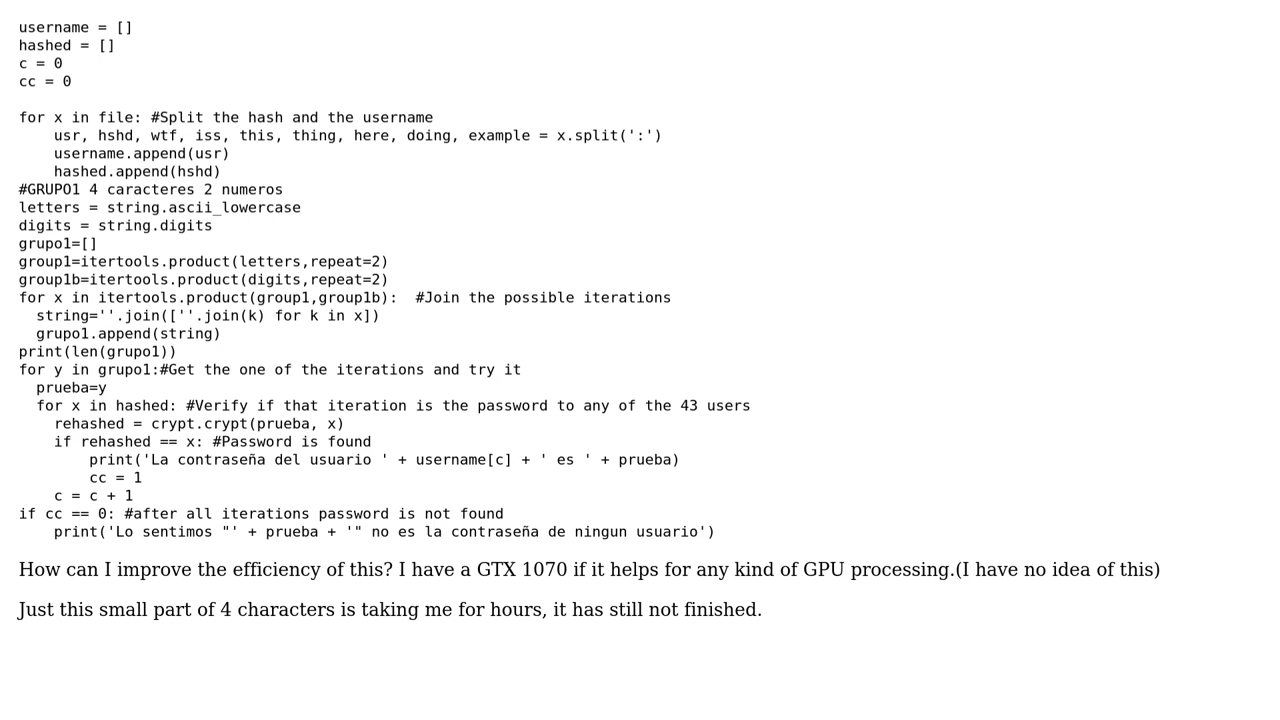 username = []
hashed = []
c = 0
cc = 0

for x in file: #Split the hash and the username
    usr, hshd, wtf, iss, this, thing, here, doing, example = x.split(':')
    username.append(usr)
    hashed.append(hshd)
#GRUPO1 4 caracteres 2 numeros
letters = string.ascii_lowercase
digits = string.digits
grupo1=[]
group1=itertools.product(letters,repeat=2)
group1b=itertools.product(digits,repeat=2)
for x in itertools.product(group1,group1b):  #Join the possible iterations
  string=''.join([''.join(k) for k in x])
  grupo1.append(string)
print(len(grupo1))
for y in grupo1:#Get the one of the iterations and try it
  prueba=y
  for x in hashed: #Verify if that iteration is the password to any of the 43 users
    rehashed = crypt.crypt(prueba, x)
    if rehashed == x: #Password is found
        print('La contraseña del usuario ' + username[c] + ' es ' + prueba)
        cc = 1
    c = c + 1
if cc == 0: #after all iterations password is not found
    print('Lo sentimos "' + prueba + '" no es la contraseña de ningun usuario')
How can I improve the efficiency of this? I have a GTX 1070 if it helps for any kind of GPU processing.(I have no idea of this)
Just this small part of 4 characters is taking me for hours, it has still not finished.